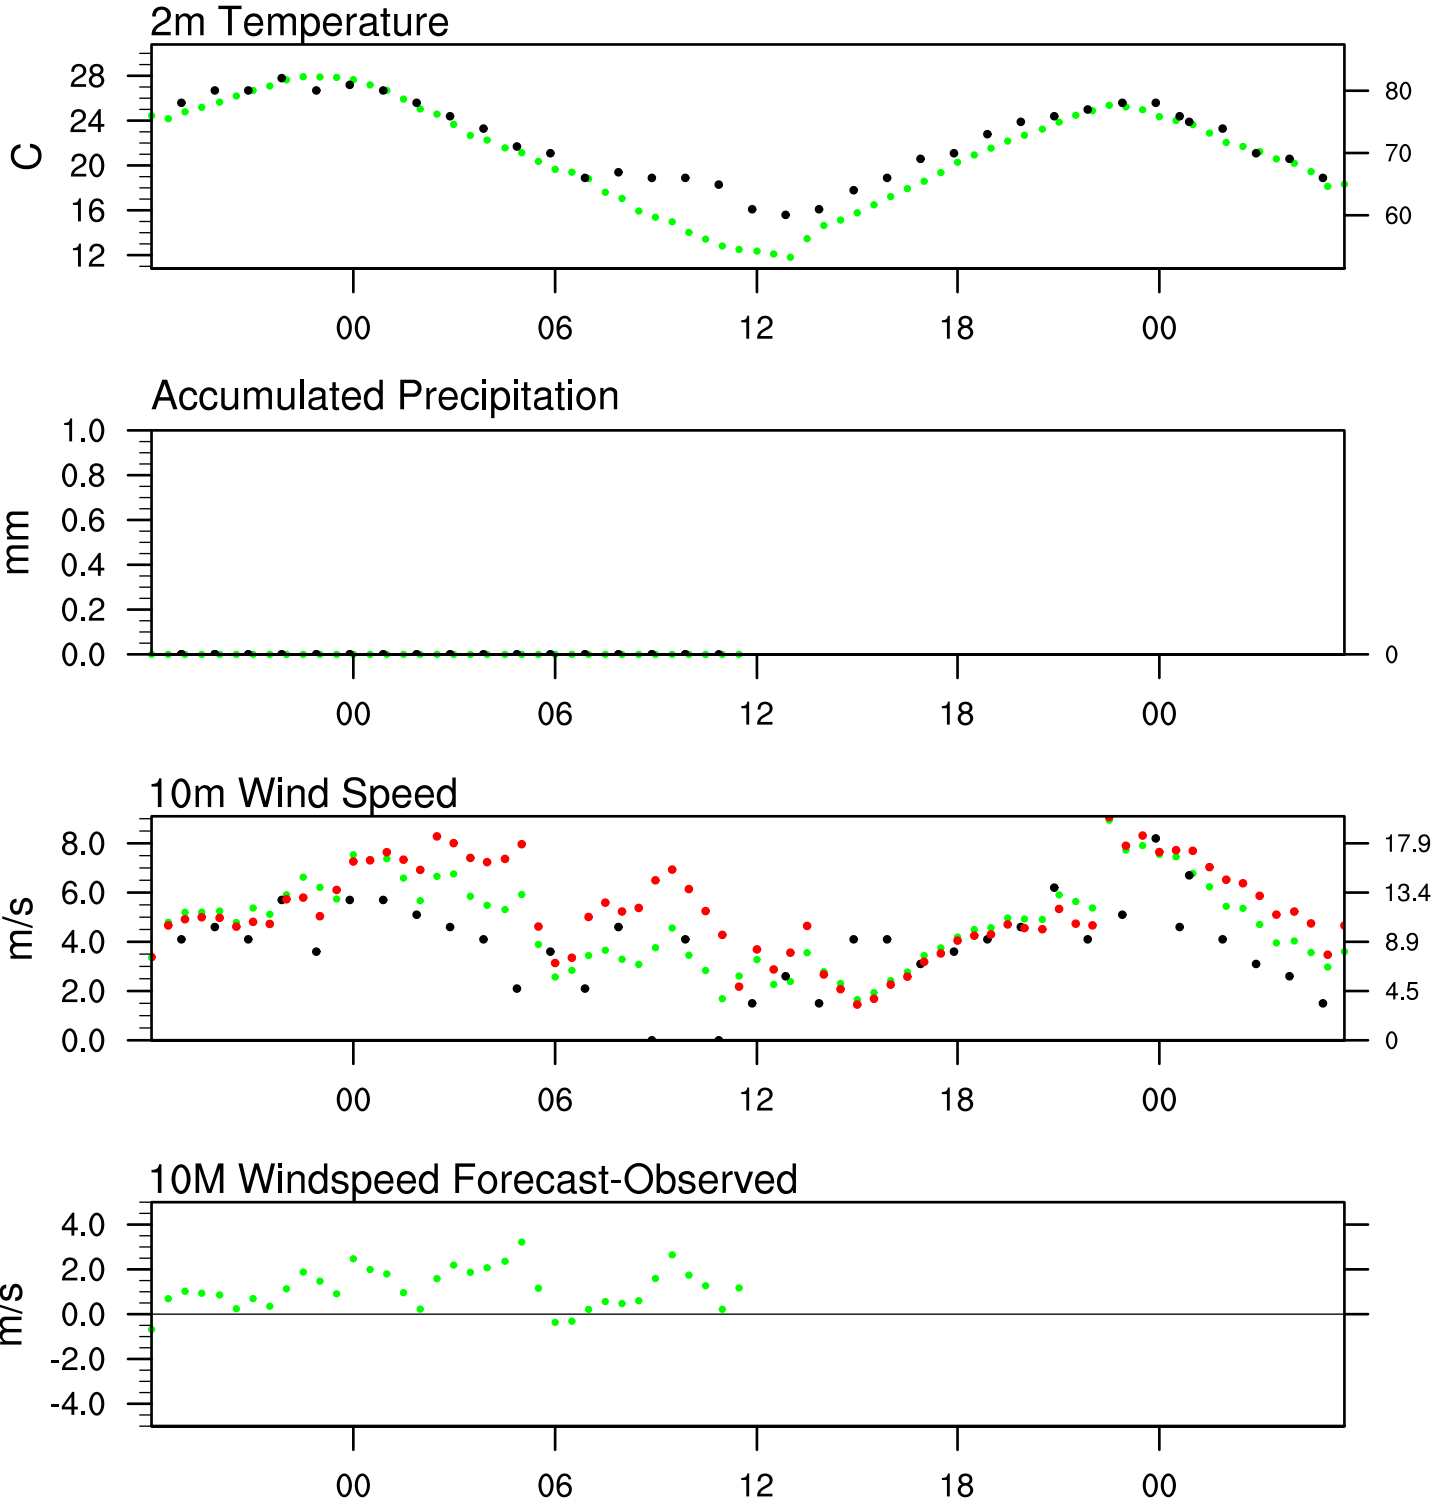 2m Temperature
28
24
20
16
12
C
80
70
60
00 06 12 18 00
Accumulated Precipitation
1.0
0.8
0.6
0.4
0.2
0.0
mm
0
00 06 12 18 00
10m Wind Speed
8.0
6.0
4.0
2.0
0.0
m/s
17.9
13.4
8.9
4.5
0
00 06 12 18 00
10M Windspeed Forecast-Observed
4.0
2.0
0.0
-2.0
-4.0
m/s
00 06 12 18 00